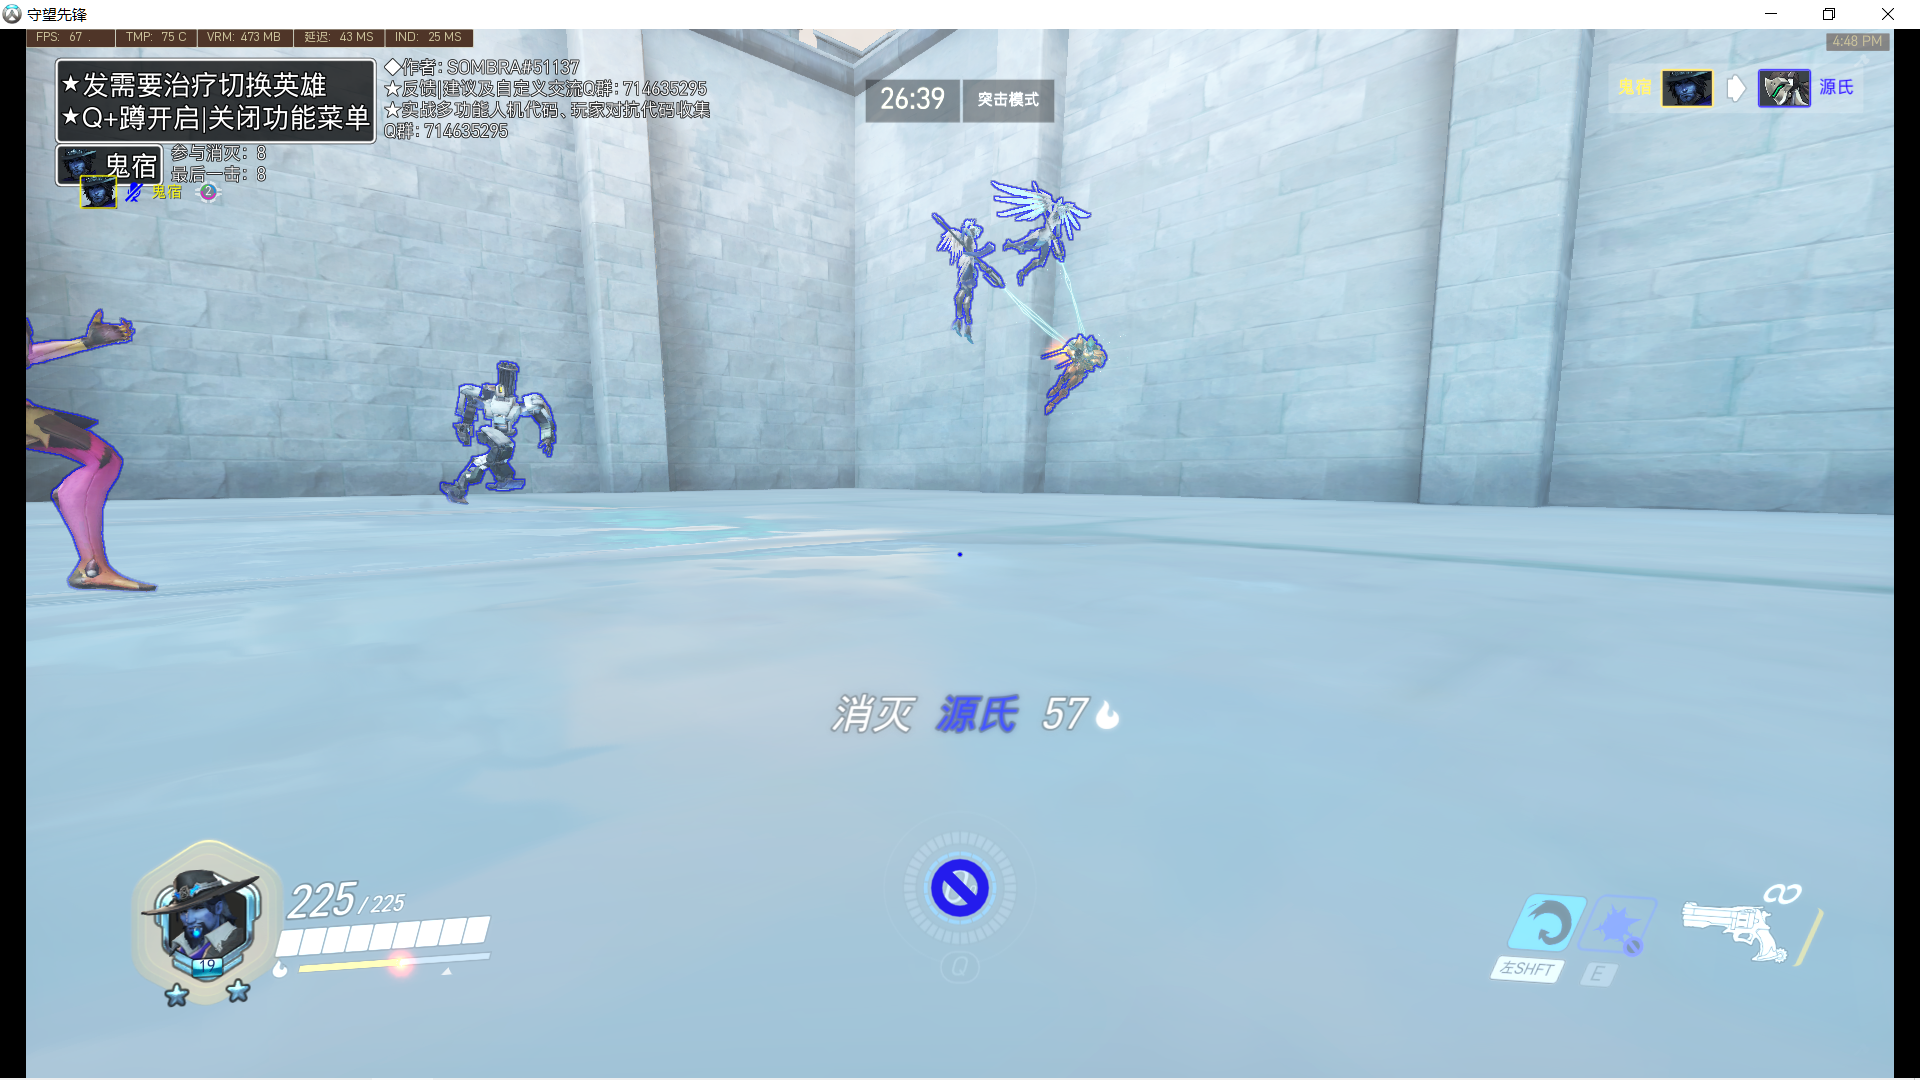 守望先锋
FPS: 67 . TMP: 75 C VRM: 473 MB 延迟: 43 MS IND: 25 MS
4:48 PM
★发需要治疗切换英雄
★Q+蹲开启|关闭功能菜单
◇作者: SOMBRA#51137
★反馈|建议及自定义交流Q群: 714635295
★实战多功能人机代码、玩家对抗代码收集
Q群: 714635295
26:39 突击模式
鬼宿 源氏
鬼宿
参与消灭: 8
最后一击: 8
鬼宿 2
消灭 源氏 57
225/225
19
Q
左SHFT E